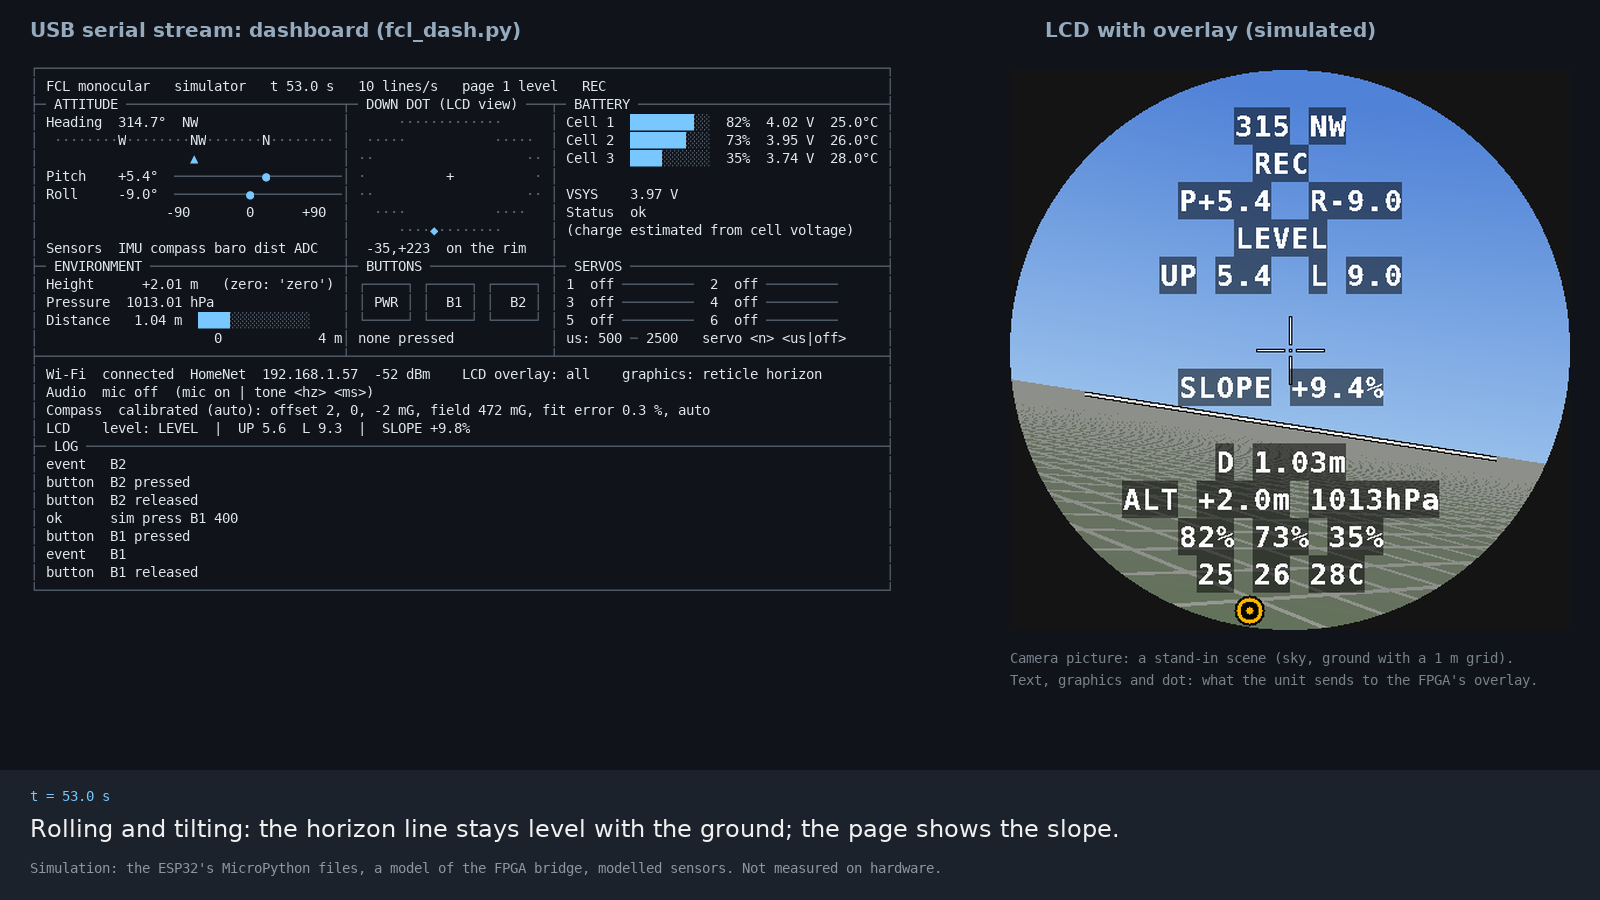 USB serial stream: dashboard (fcl_dash.py)
FCL monocular simulator t 53.0 s 10 lines/s page 1 level REC
ATTITUDE
Heading 314.7° NW
W NW N
Pitch +5.4°
Roll -9.0°
-90 0 +90
Sensors IMU compass baro dist ADC
DOWN DOT (LCD view)
+
-35,+223 on the rim
BATTERY
Cell 1 82% 4.02 V 25.0°C
Cell 2 73% 3.95 V 26.0°C
Cell 3 35% 3.74 V 28.0°C
VSYS 3.97 V
Status ok
(charge estimated from cell voltage)
ENVIRONMENT
Height +2.01 m (zero: 'zero')
Pressure 1013.01 hPa
Distance 1.04 m
0 4 m
BUTTONS
PWR B1 B2
none pressed
SERVOS
1 off 2 off
3 off 4 off
5 off 6 off
us: 500 — 2500 servo <n> <us|off>
Wi-Fi connected HomeNet 192.168.1.57 -52 dBm LCD overlay: all graphics: reticle horizon
Audio mic off (mic on | tone <hz> <ms>)
Compass calibrated (auto): offset 2, 0, -2 mG, field 472 mG, fit error 0.3 %, auto
LCD level: LEVEL | UP 5.6 L 9.3 | SLOPE +9.8%
LOG
event B2
button B2 pressed
button B2 released
ok sim press B1 400
button B1 pressed
event B1
button B1 released
LCD with overlay (simulated)
315 NW
REC
P+5.4 R-9.0
LEVEL
UP 5.4 L 9.0
SLOPE +9.4%
D 1.03m
ALT +2.0m 1013hPa
82% 73% 35%
25 26 28C
Camera picture: a stand-in scene (sky, ground with a 1 m grid).
Text, graphics and dot: what the unit sends to the FPGA's overlay.
t = 53.0 s
Rolling and tilting: the horizon line stays level with the ground; the page shows the slope.
Simulation: the ESP32's MicroPython files, a model of the FPGA bridge, modelled sensors. Not measured on hardware.